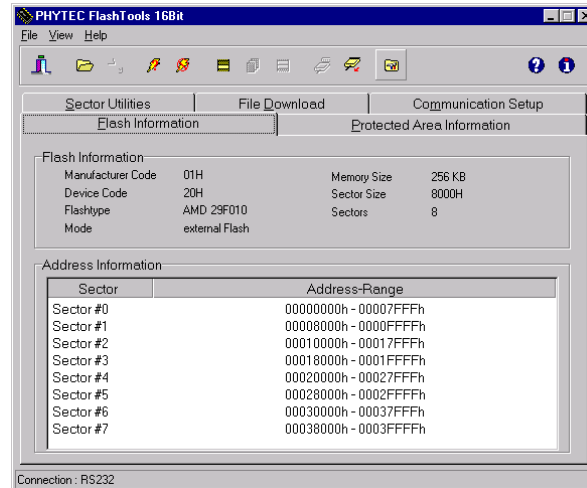 PHYTEC FlashTools 16Bit
File View Help
Sector Utilities File Download Communication Setup
Flash Information Protected Area Information
Flash Information
Manufacturer Code 01H Memory Size 256 KB
Device Code 20H Sector Size 8000H
Flashtype AMD 29F010 Sectors 8
Mode external Flash
Address Information
Sector Address-Range
Sector #0 00000000h - 00007FFFh
Sector #1 00008000h - 0000FFFFh
Sector #2 00010000h - 00017FFFh
Sector #3 00018000h - 0001FFFFh
Sector #4 00020000h - 00027FFFh
Sector #5 00028000h - 0002FFFFh
Sector #6 00030000h - 00037FFFh
Sector #7 00038000h - 0003FFFFh
Connection : RS232